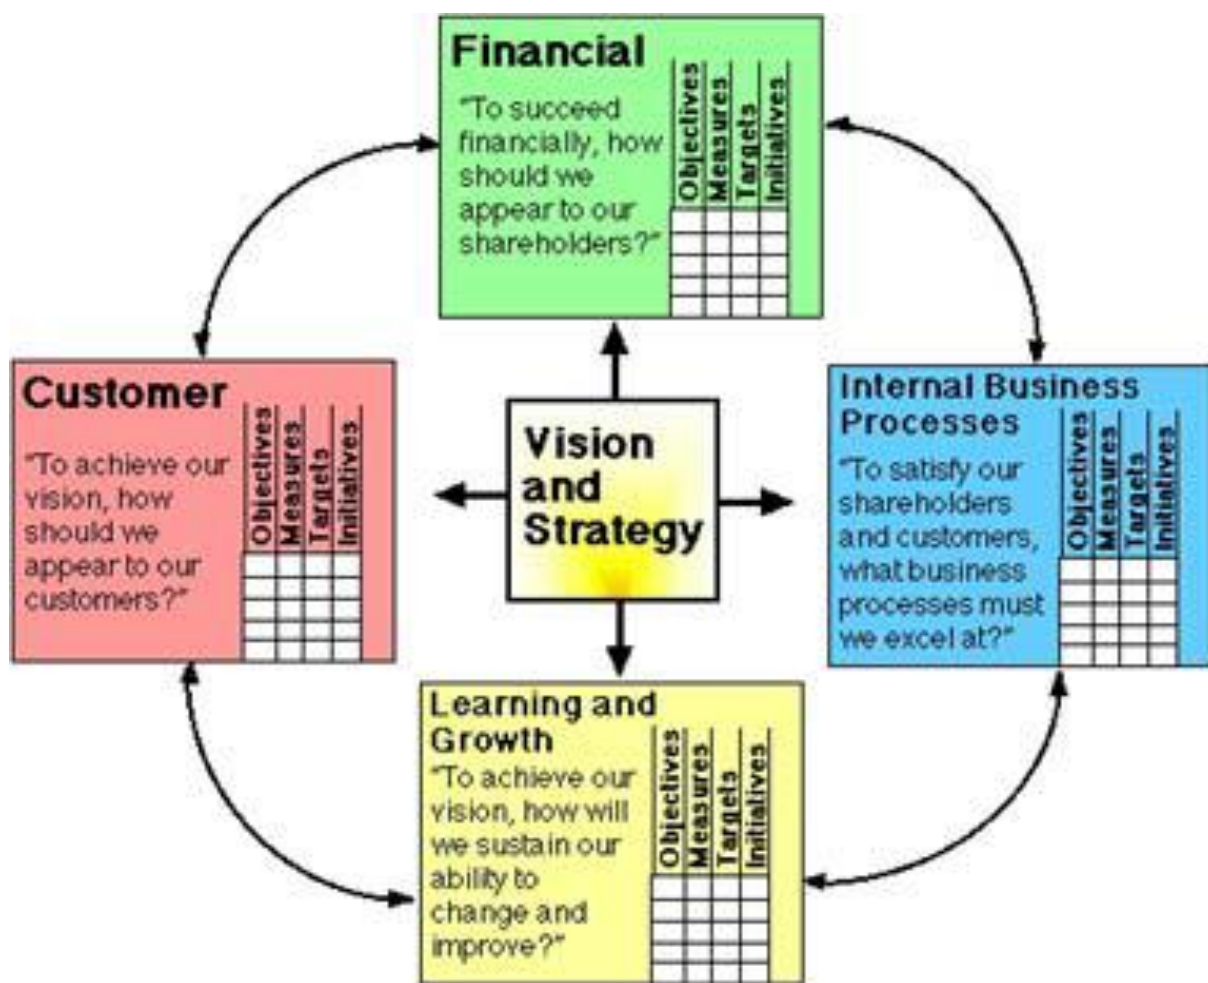 Financial
"To succeed
financially, how
should we
appear to our
shareholders?"
Objectives
Measures
Targets
Initiatives
Customer
"To achieve our
vision, how
should we
appear to our
customers?"
Objectives
Measures
Targets
Initiatives
Vision
and
Strategy
Internal Business
Processes
"To satisfy our
shareholders
and customers,
what business
processes must
we excel at?"
Objectives
Measures
Targets
Initiatives
Learning and
Growth
"To achieve our
vision, how will
we sustain our
ability to
change and
improve?"
Objectives
Measures
Targets
Initiatives